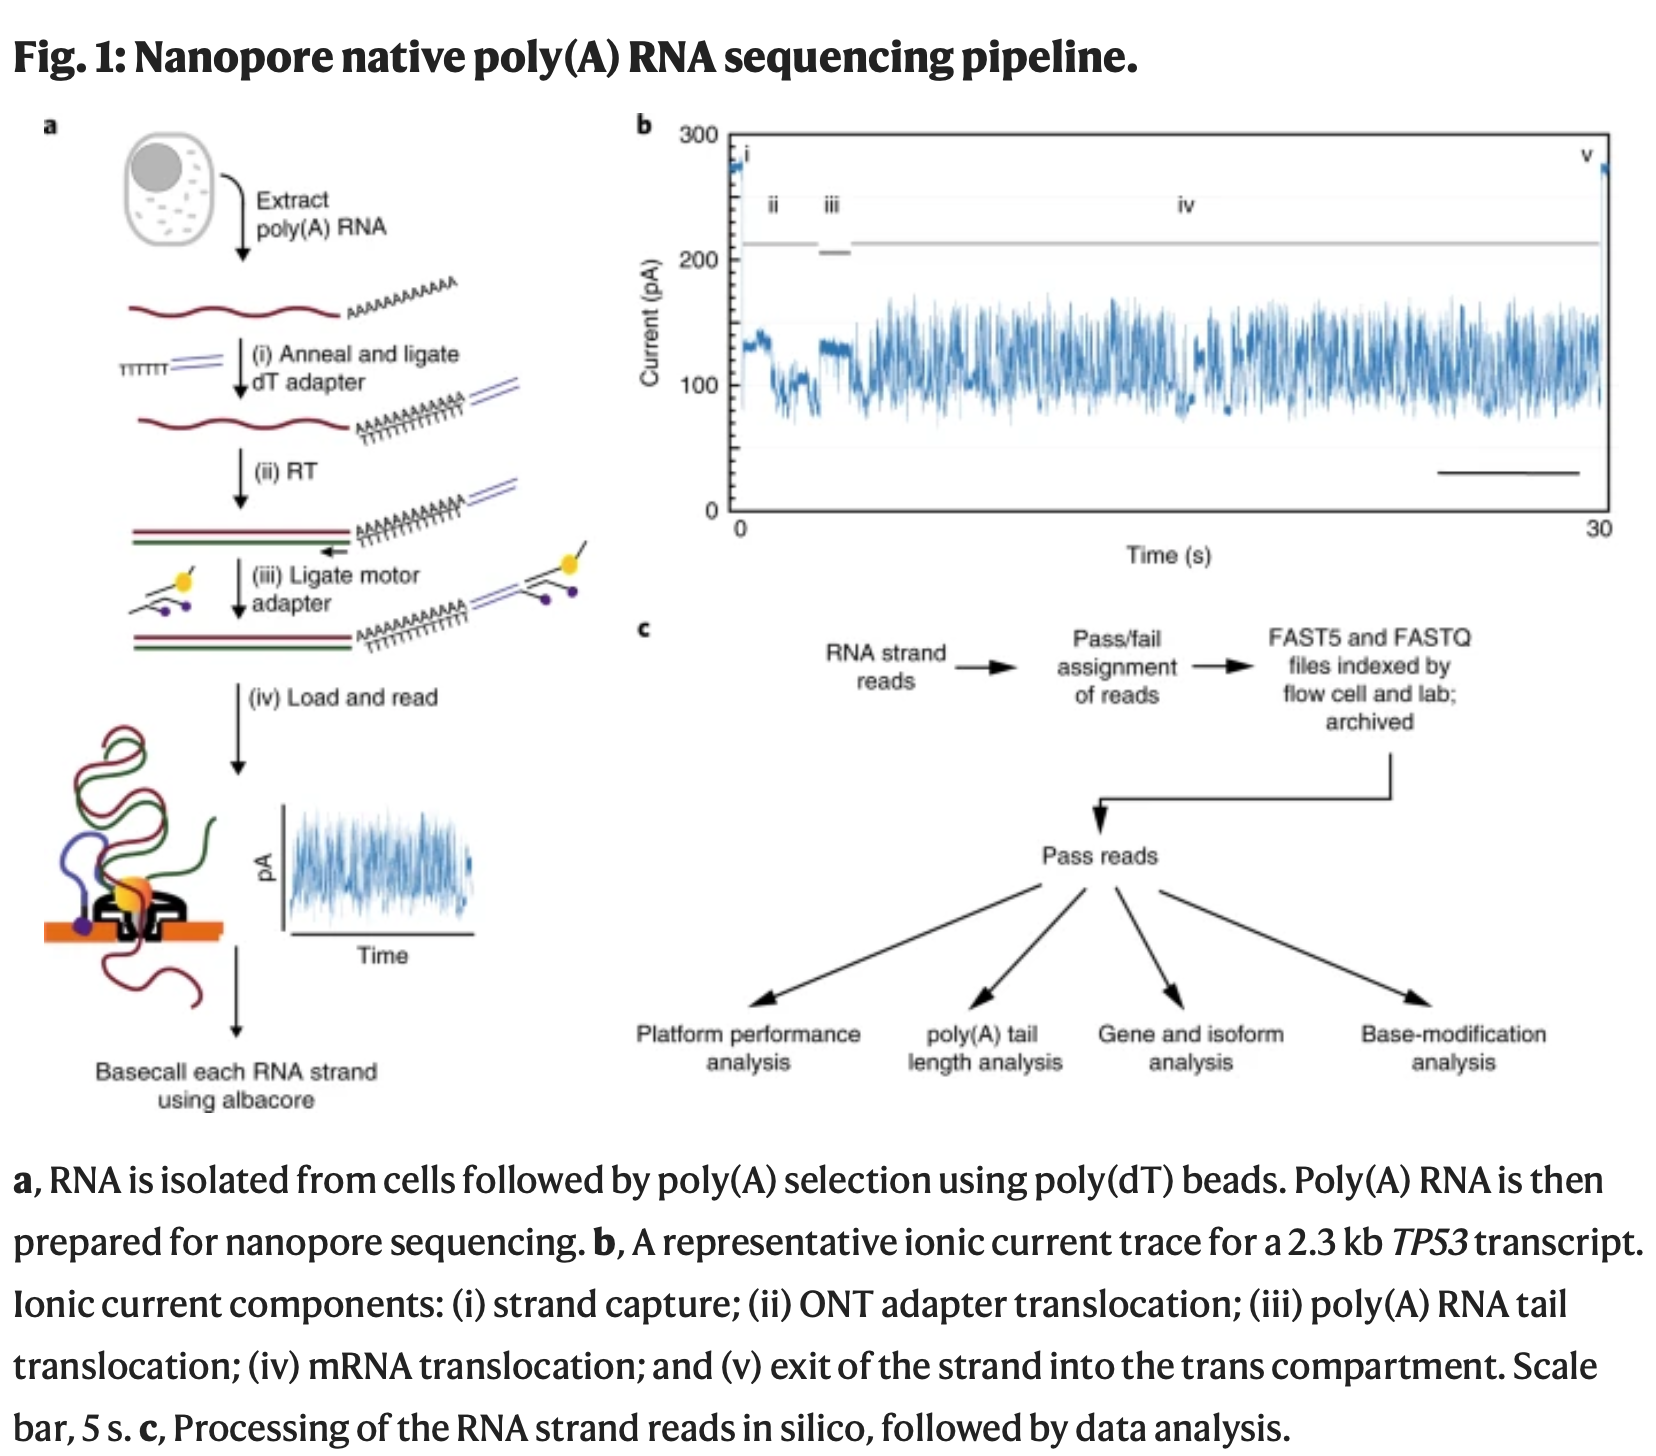 Fig. 1: Nanopore native poly(A) RNA sequencing pipeline.
a
Extract
poly(A) RNA
AAAAAAAAAAAA
TTTTTT
(i) Anneal and ligate
dT adapter
AAAAAAAAAAAA
TTTTTTTTTTTT
(ii) RT
AAAAAAAAAAAA
TTTTTTTTTTTT
(iii) Ligate motor
adapter
AAAAAAAAAAAA
TTTTTTTTTTTT
(iv) Load and read
pA
Time
Basecall each RNA strand
using albacore
b
300
200
100
0
Current (pA)
i
ii
iii
iv
v
0
30
Time (s)
c
RNA strand
reads
Pass/fail
assignment
of reads
FAST5 and FASTQ
files indexed by
flow cell and lab;
archived
Pass reads
Platform performance
analysis
poly(A) tail
length analysis
Gene and isoform
analysis
Base-modification
analysis
a, RNA is isolated from cells followed by poly(A) selection using poly(dT) beads. Poly(A) RNA is then
prepared for nanopore sequencing. b, A representative ionic current trace for a 2.3 kb TP53 transcript.
Ionic current components: (i) strand capture; (ii) ONT adapter translocation; (iii) poly(A) RNA tail
translocation; (iv) mRNA translocation; and (v) exit of the strand into the trans compartment. Scale
bar, 5 s. c, Processing of the RNA strand reads in silico, followed by data analysis.